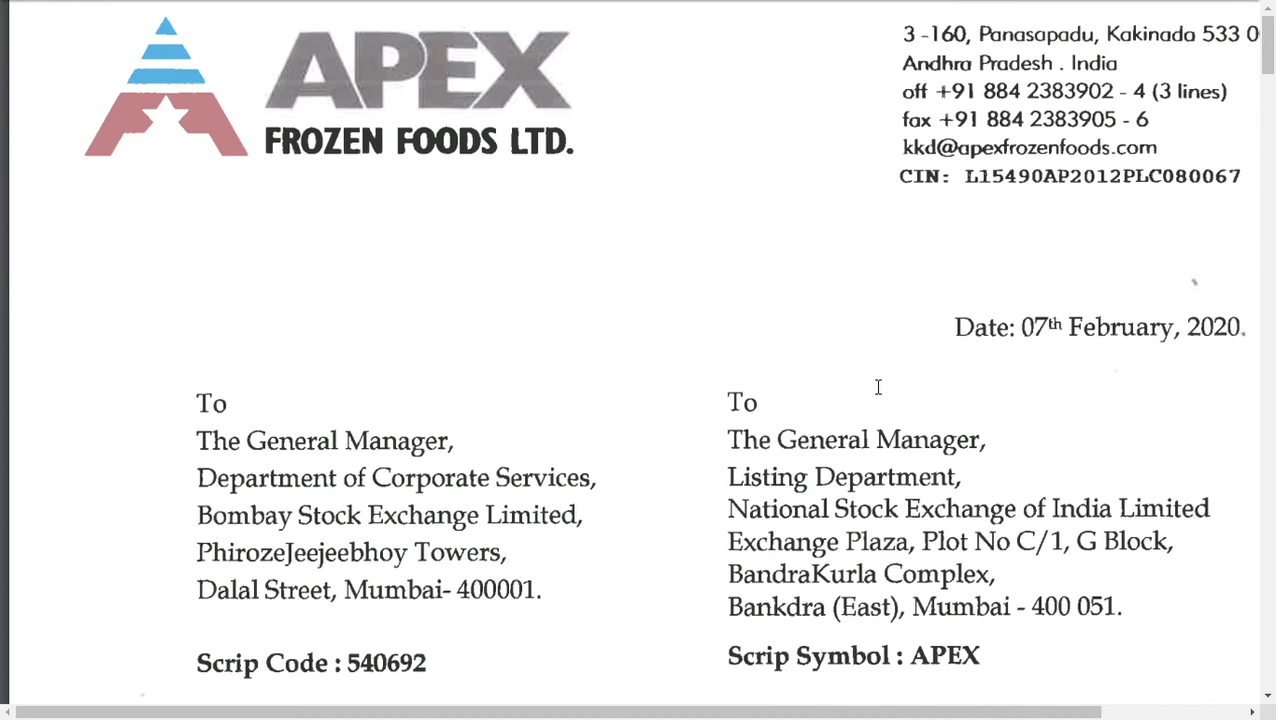 APEX
FROZEN FOODS LTD.
3 -160, Panasapadu, Kakinada 533 0
Andhra Pradesh . India
off +91 884 2383902 - 4 (3 lines)
fax +91 884 2383905 - 6
kkd@apexfrozenfoods.com
CIN: L15490AP2012PLC080067
Date: 07th February, 2020.
To
The General Manager,
Department of Corporate Services,
Bombay Stock Exchange Limited,
PhirozeJeejeebhoy Towers,
Dalal Street, Mumbai- 400001.
Scrip Code : 540692
To
The General Manager,
Listing Department,
National Stock Exchange of India Limited
Exchange Plaza, Plot No C/1, G Block,
BandraKurla Complex,
Bankdra (East), Mumbai - 400 051.
Scrip Symbol : APEX